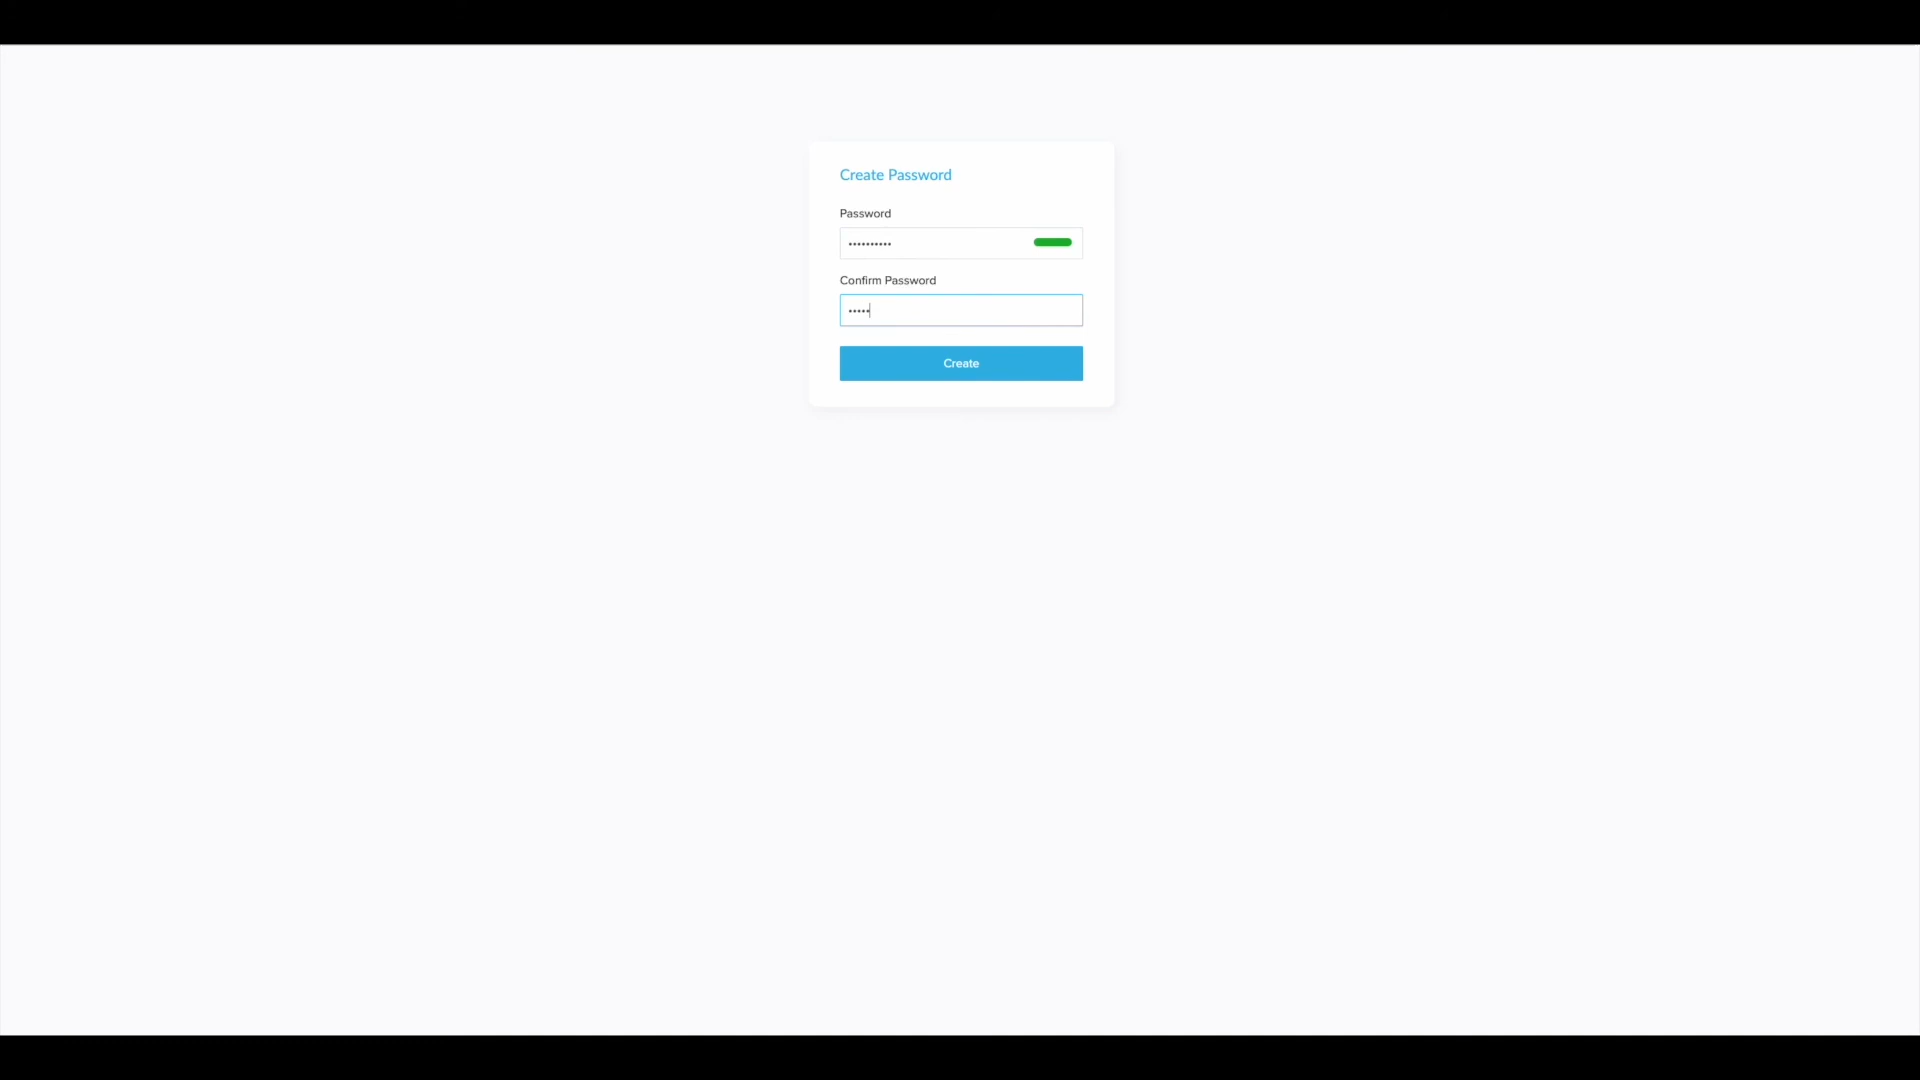 Create Password
Password
••••••••••
Confirm Password
•••••
Create